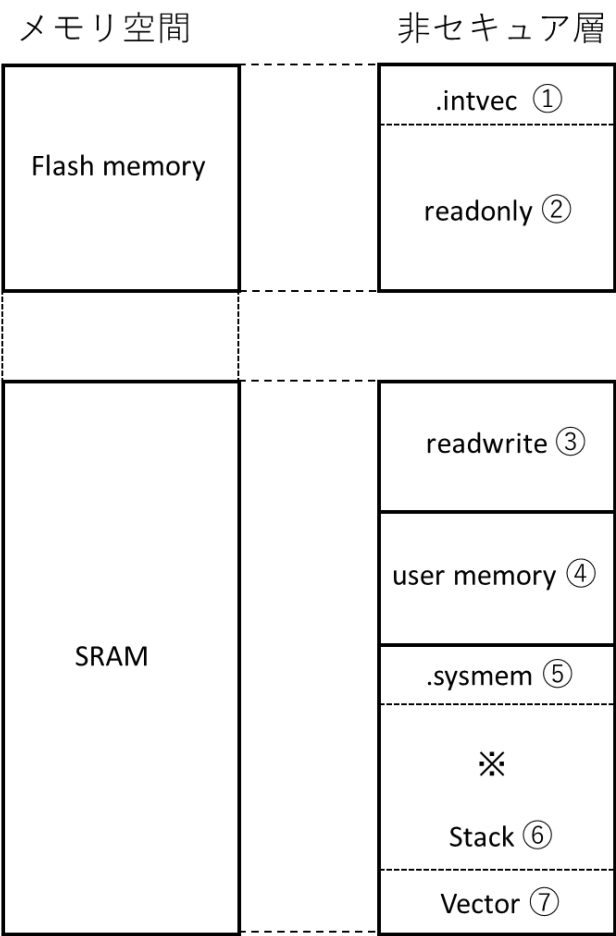 メモリ空間
非セキュア層
Flash memory
.intvec ①
readonly ②
SRAM
readwrite ③
user memory ④
.sysmem ⑤
※
Stack ⑥
Vector ⑦